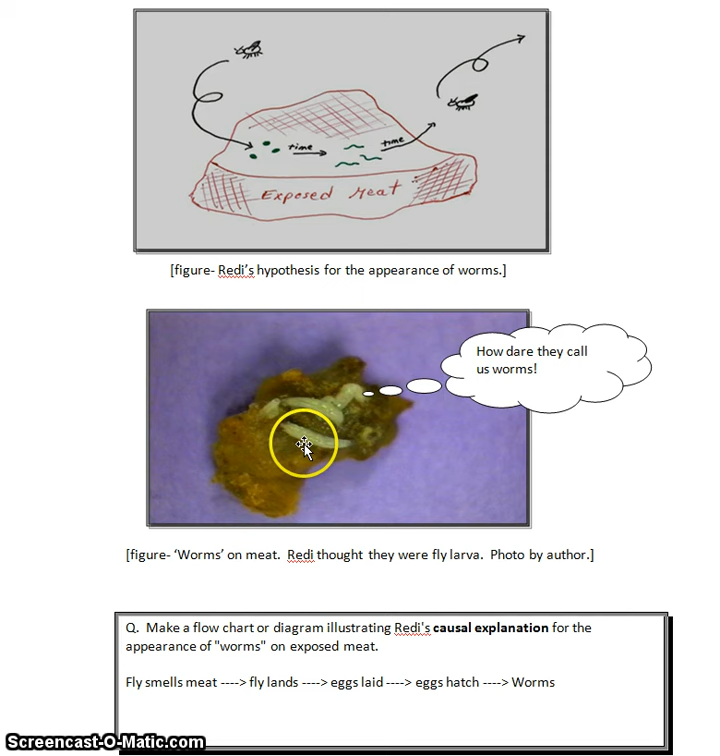 time
time
Exposed Meat
[figure- Redi's hypothesis for the appearance of worms.]
How dare they call
us worms!
[figure- 'Worms' on meat.  Redi thought they were fly larva.  Photo by author.]
Q.  Make a flow chart or diagram illustrating Redi's causal explanation for the
appearance of "worms" on exposed meat.
Fly smells meat ----> fly lands ----> eggs laid ----> eggs hatch ----> Worms
Screencast-O-Matic.com